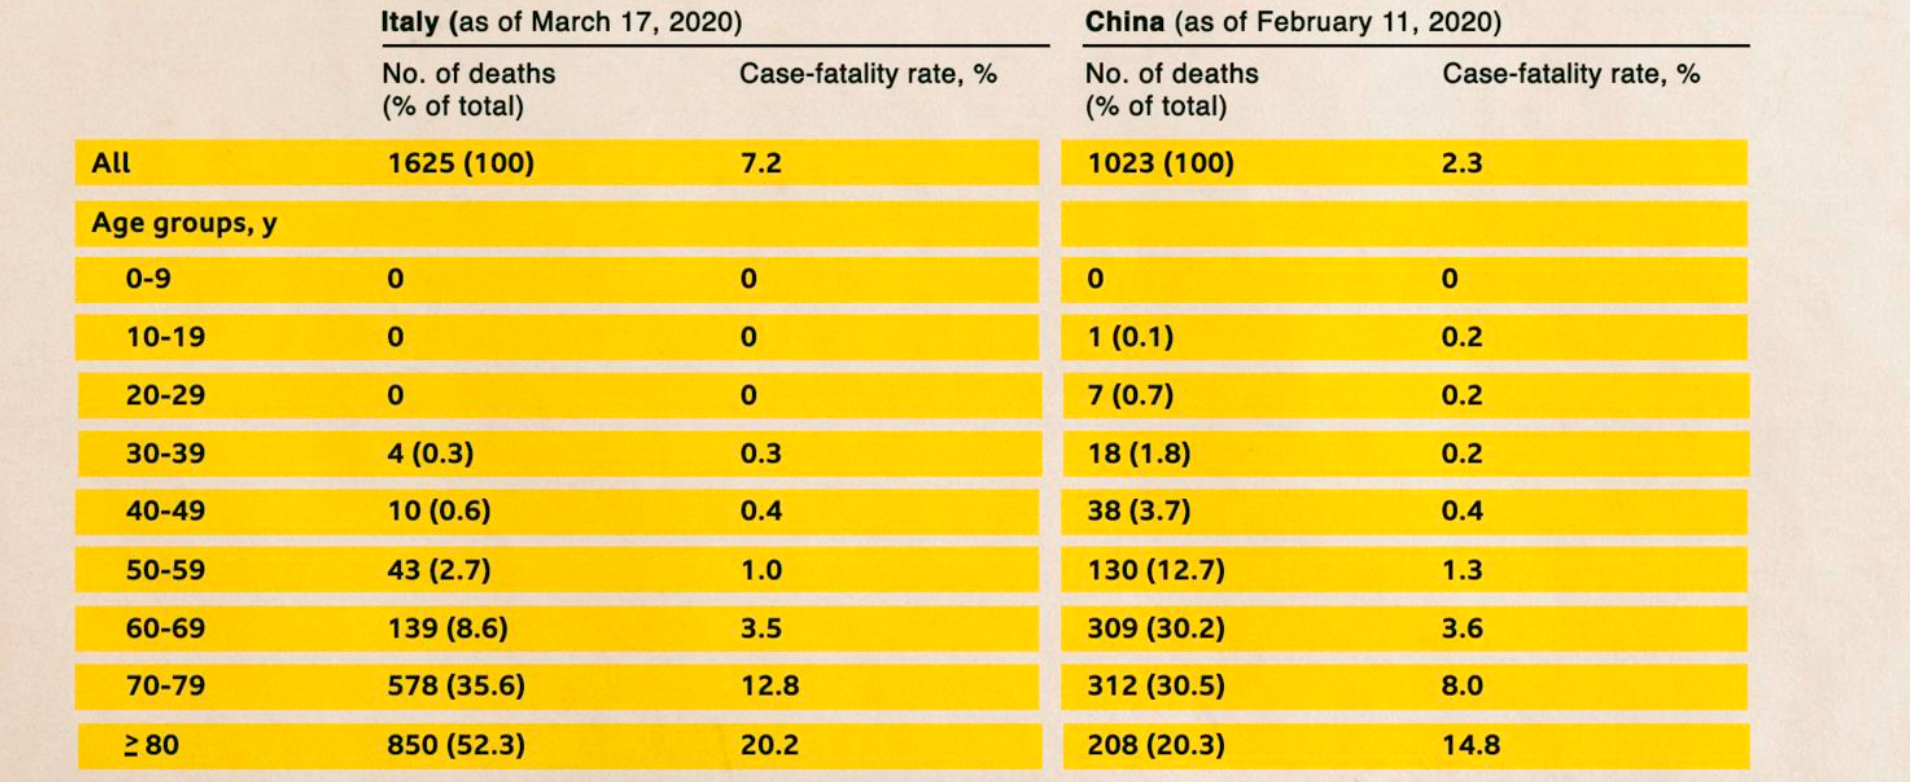 Italy (as of March 17, 2020) China (as of February 11, 2020)
No. of deaths Case-fatality rate, % No. of deaths Case-fatality rate, %
(% of total) (% of total)
All 1625 (100) 7.2 1023 (100) 2.3
Age groups, y
0-9 0 0 0 0
10-19 0 0 1 (0.1) 0.2
20-29 0 0 7 (0.7) 0.2
30-39 4 (0.3) 0.3 18 (1.8) 0.2
40-49 10 (0.6) 0.4 38 (3.7) 0.4
50-59 43 (2.7) 1.0 130 (12.7) 1.3
60-69 139 (8.6) 3.5 309 (30.2) 3.6
70-79 578 (35.6) 12.8 312 (30.5) 8.0
≥ 80 850 (52.3) 20.2 208 (20.3) 14.8